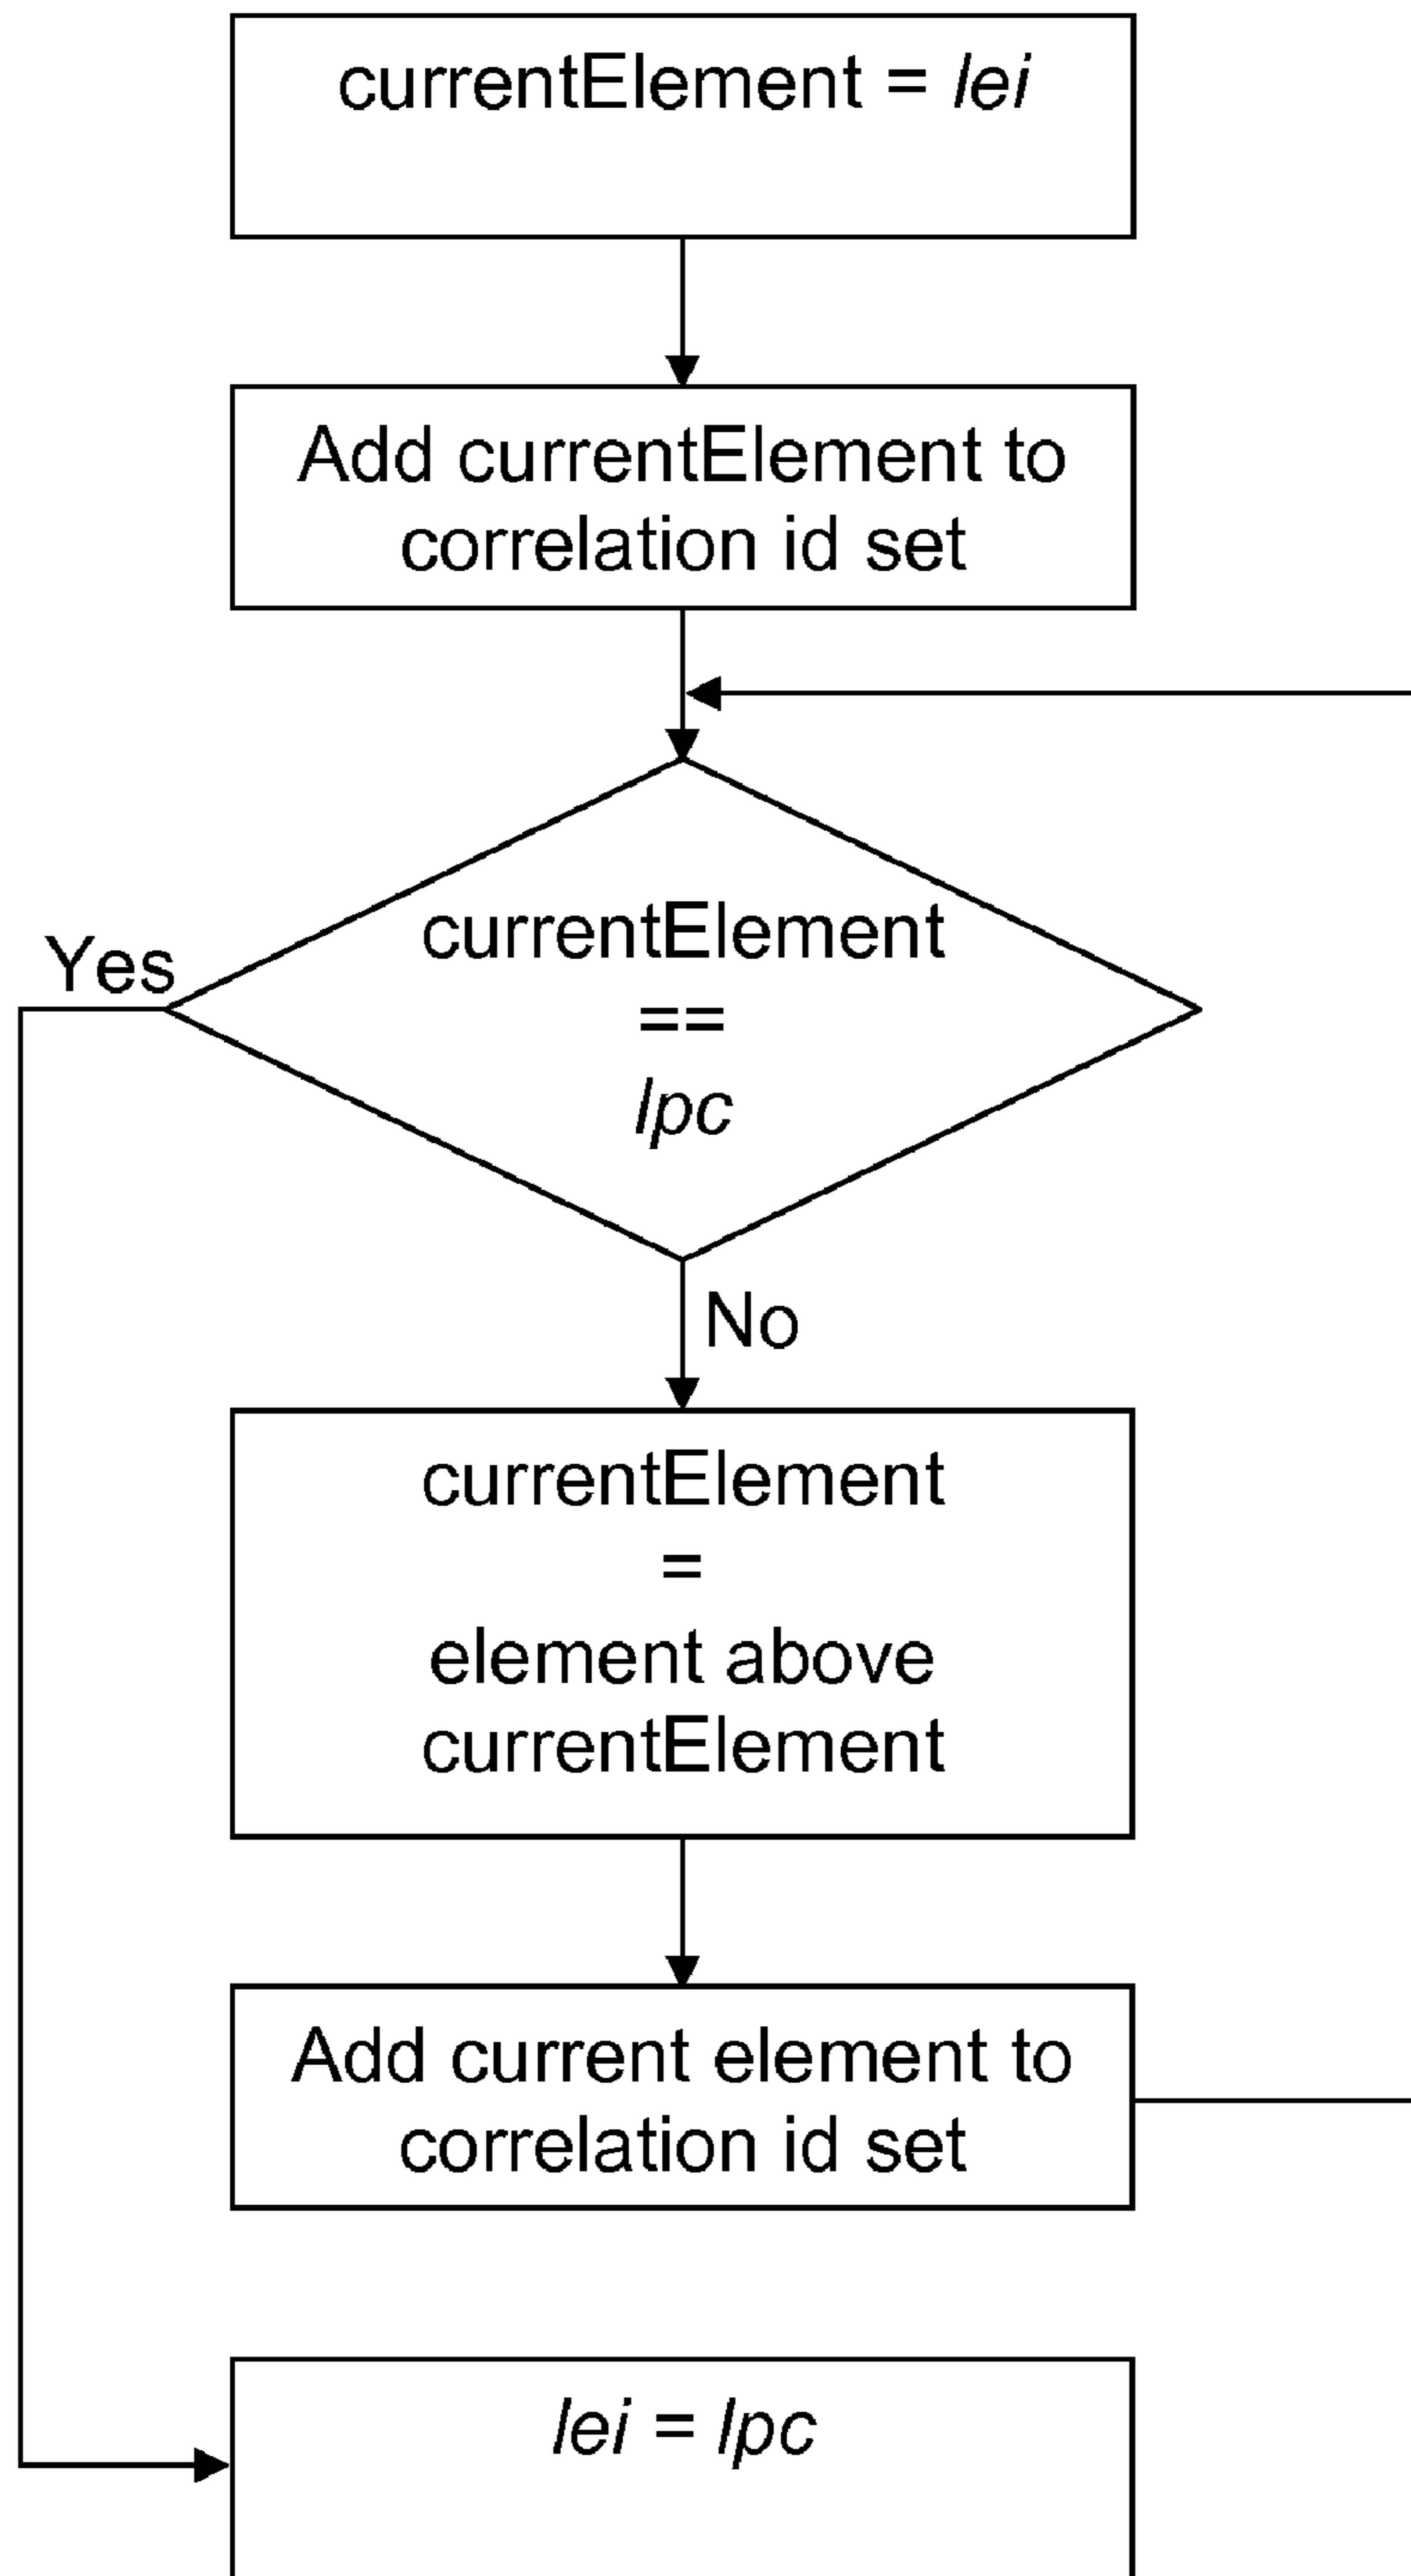 currentElement = lei
Add currentElement to
correlation id set
currentElement
==
lpc
Yes
No
currentElement
=
element above
currentElement
Add current element to
correlation id set
lei = lpc